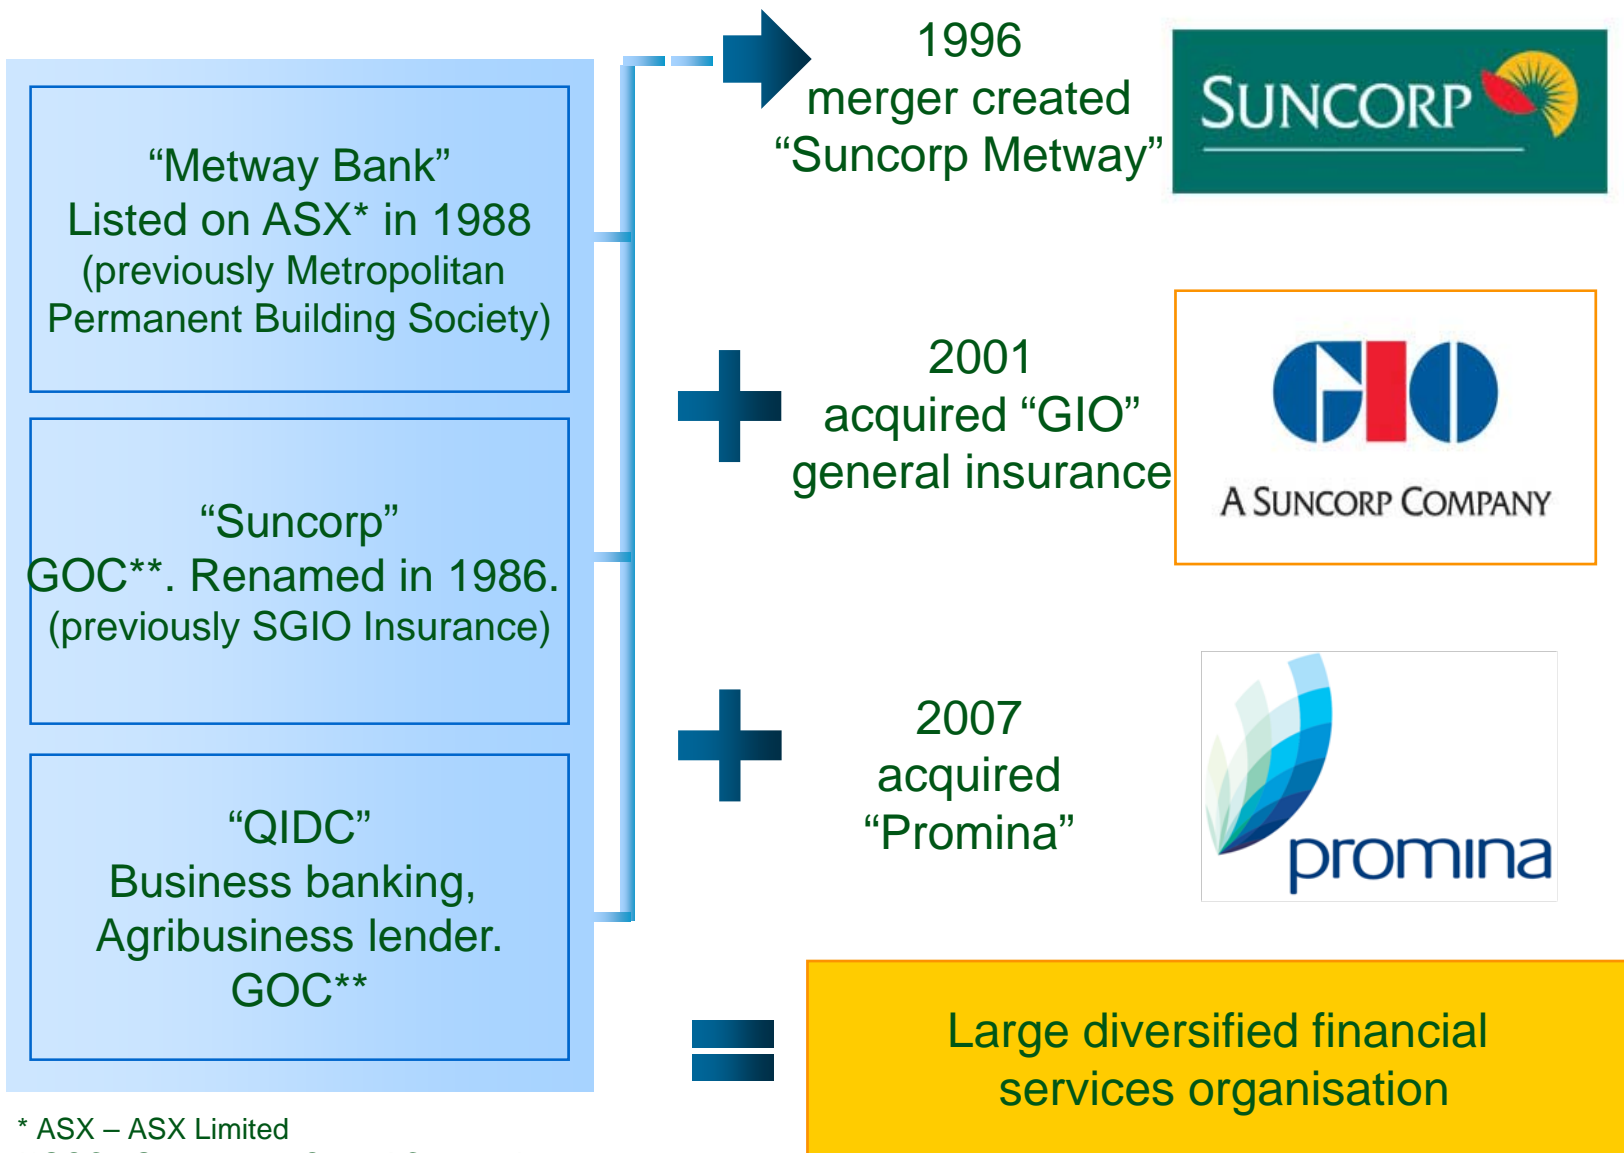 “Metway Bank”
Listed on ASX* in 1988
(previously Metropolitan
Permanent Building Society)
“Suncorp”
GOC**. Renamed in 1986.
(previously SGIO Insurance)
“QIDC”
Business banking,
Agribusiness lender.
GOC**
* ASX – ASX Limited
1996
merger created
“Suncorp Metway”
SUNCORP
2001
acquired “GIO”
general insurance
GIO
A SUNCORP COMPANY
2007
acquired
“Promina”
promina
Large diversified financial
services organisation